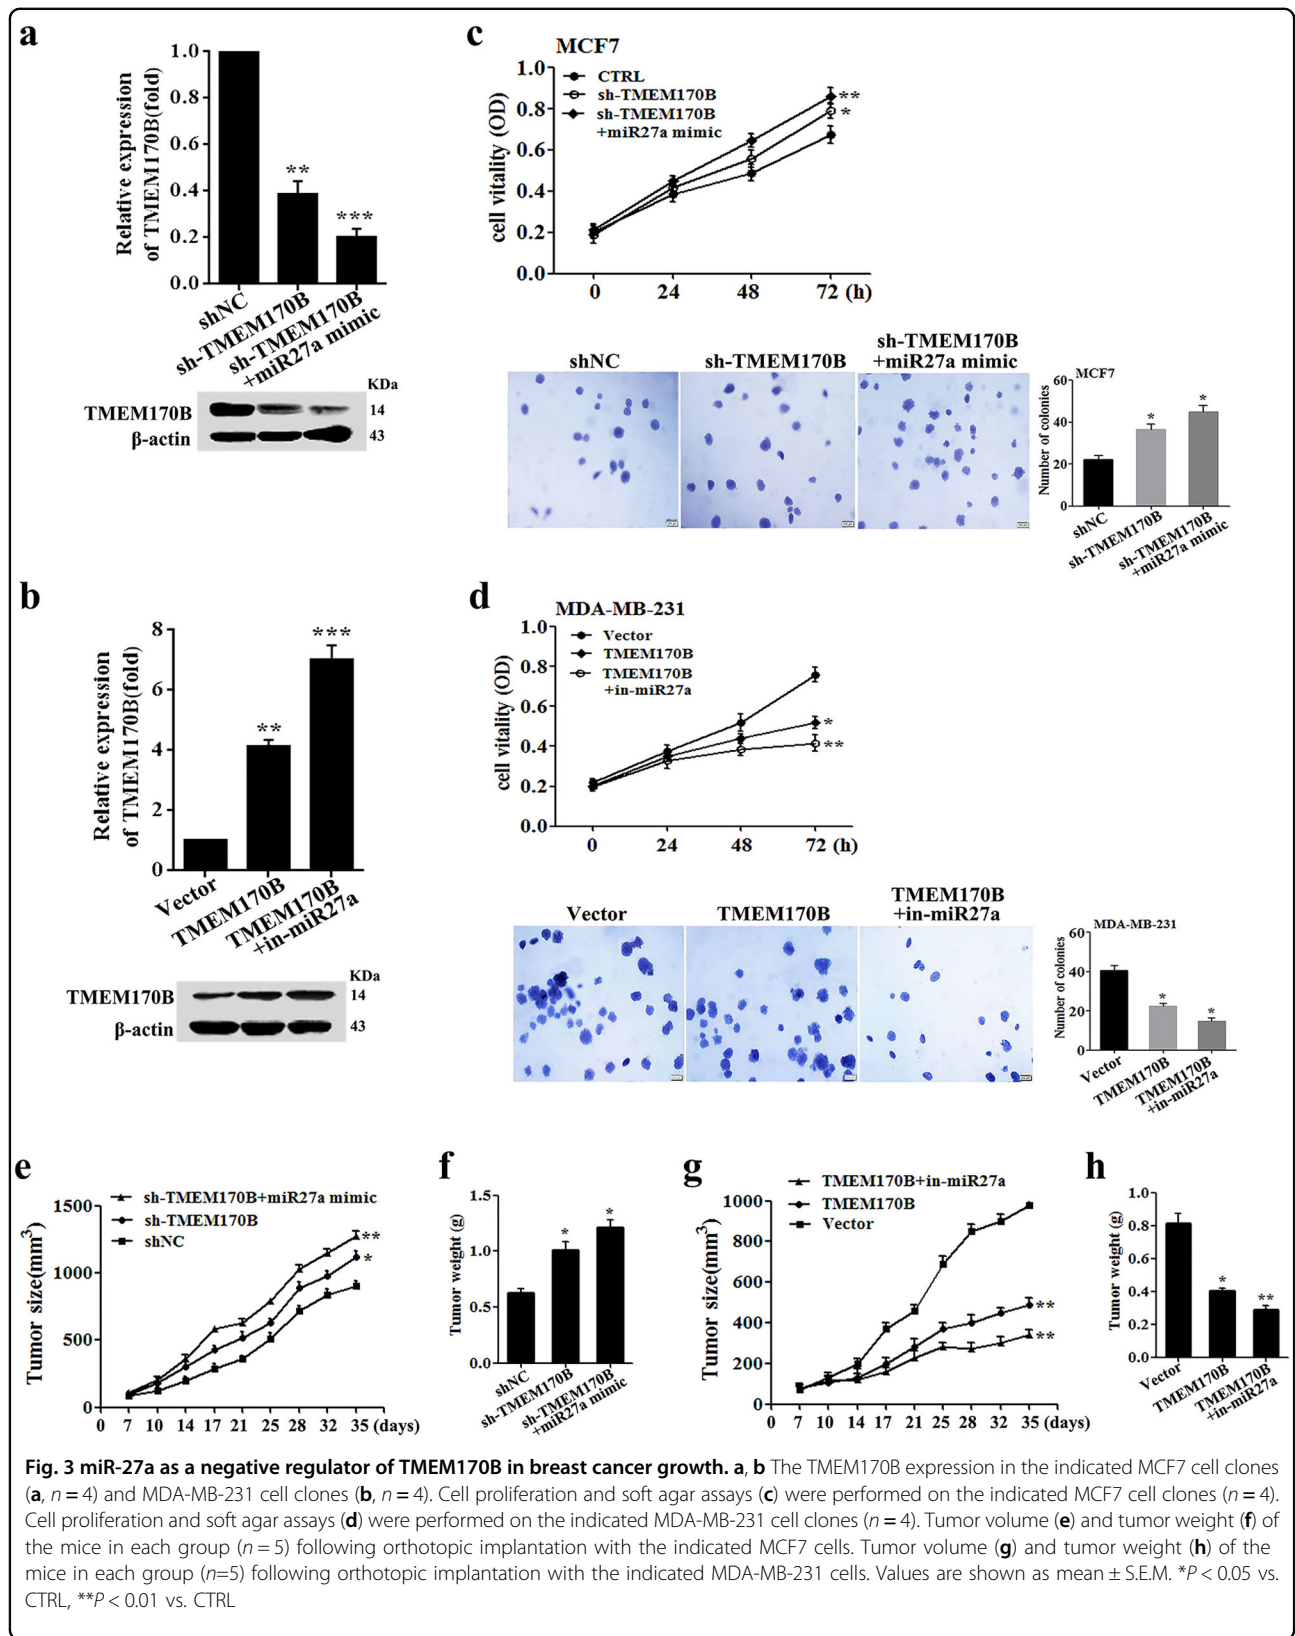 a
Relative expression
of TMEM170B(fold)
1.0
0.8
0.6
0.4
0.2
0.0
**
***
shNC
sh-TMEM170B
sh-TMEM170B
+miR27a mimic
KDa
TMEM170B
14
β-actin
43
c
MCF7
cell vitality (OD)
1.0
0.8
0.6
0.4
0.2
0.0
CTRL
sh-TMEM170B
sh-TMEM170B
+miR27a mimic
**
*
0 24 48 72 (h)
shNC
sh-TMEM170B
sh-TMEM170B
+miR27a mimic
MCF7
Number of colonies
60
40
20
0
*
*
shNC
sh-TMEM170B
sh-TMEM170B
+miR27a mimic
b
Relative expression
of TMEM170B(fold)
8
6
4
2
0
**
***
Vector
TMEM170B
TMEM170B
+in-miR27a
KDa
TMEM170B
14
β-actin
43
d
MDA-MB-231
cell vitality (OD)
1.0
0.8
0.6
0.4
0.2
0.0
Vector
TMEM170B
TMEM170B
+in-miR27a
*
**
0 24 48 72 (h)
Vector
TMEM170B
TMEM170B
+in-miR27a
MDA-MB-231
Number of colonies
60
40
20
0
*
*
Vector
TMEM170B
TMEM170B
+in-miR27a
e
Tumor size(mm³)
1500
1000
500
0
sh-TMEM170B+miR27a mimic
sh-TMEM170B
shNC
**
*
0 7 10 14 17 21 25 28 32 35 (days)
f
Tumor weight (g)
1.5
1.0
0.5
0.0
*
*
shNC
sh-TMEM170B
sh-TMEM170B
+miR27a mimic
g
Tumor size(mm³)
1000
800
600
400
200
0
TMEM170B+in-miR27a
TMEM170B
Vector
**
**
0 7 10 14 17 21 25 28 32 35 (days)
h
Tumor weight (g)
1.0
0.8
0.6
0.4
0.2
0.0
*
**
Vector
TMEM170B
TMEM170B
+in-miR27a
Fig. 3 miR-27a as a negative regulator of TMEM170B in breast cancer growth. a, b The TMEM170B expression in the indicated MCF7 cell clones
(a, n = 4) and MDA-MB-231 cell clones (b, n = 4). Cell proliferation and soft agar assays (c) were performed on the indicated MCF7 cell clones (n = 4).
Cell proliferation and soft agar assays (d) were performed on the indicated MDA-MB-231 cell clones (n = 4). Tumor volume (e) and tumor weight (f) of
the mice in each group (n = 5) following orthotopic implantation with the indicated MCF7 cells. Tumor volume (g) and tumor weight (h) of the
mice in each group (n=5) following orthotopic implantation with the indicated MDA-MB-231 cells. Values are shown as mean ± S.E.M. *P < 0.05 vs.
CTRL, **P < 0.01 vs. CTRL